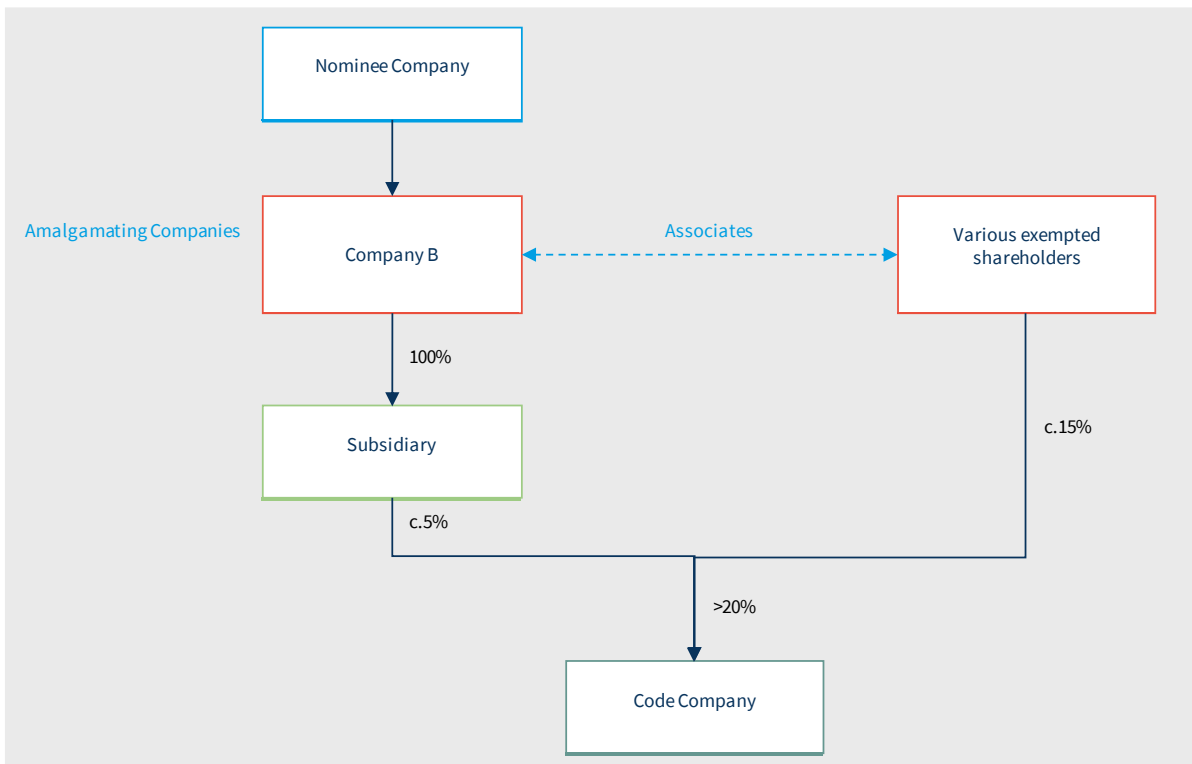 Nominee Company
Amalgamating Companies
Company B
Associates
Various exempted
shareholders
100%
Subsidiary
c.15%
c.5%
>20%
Code Company